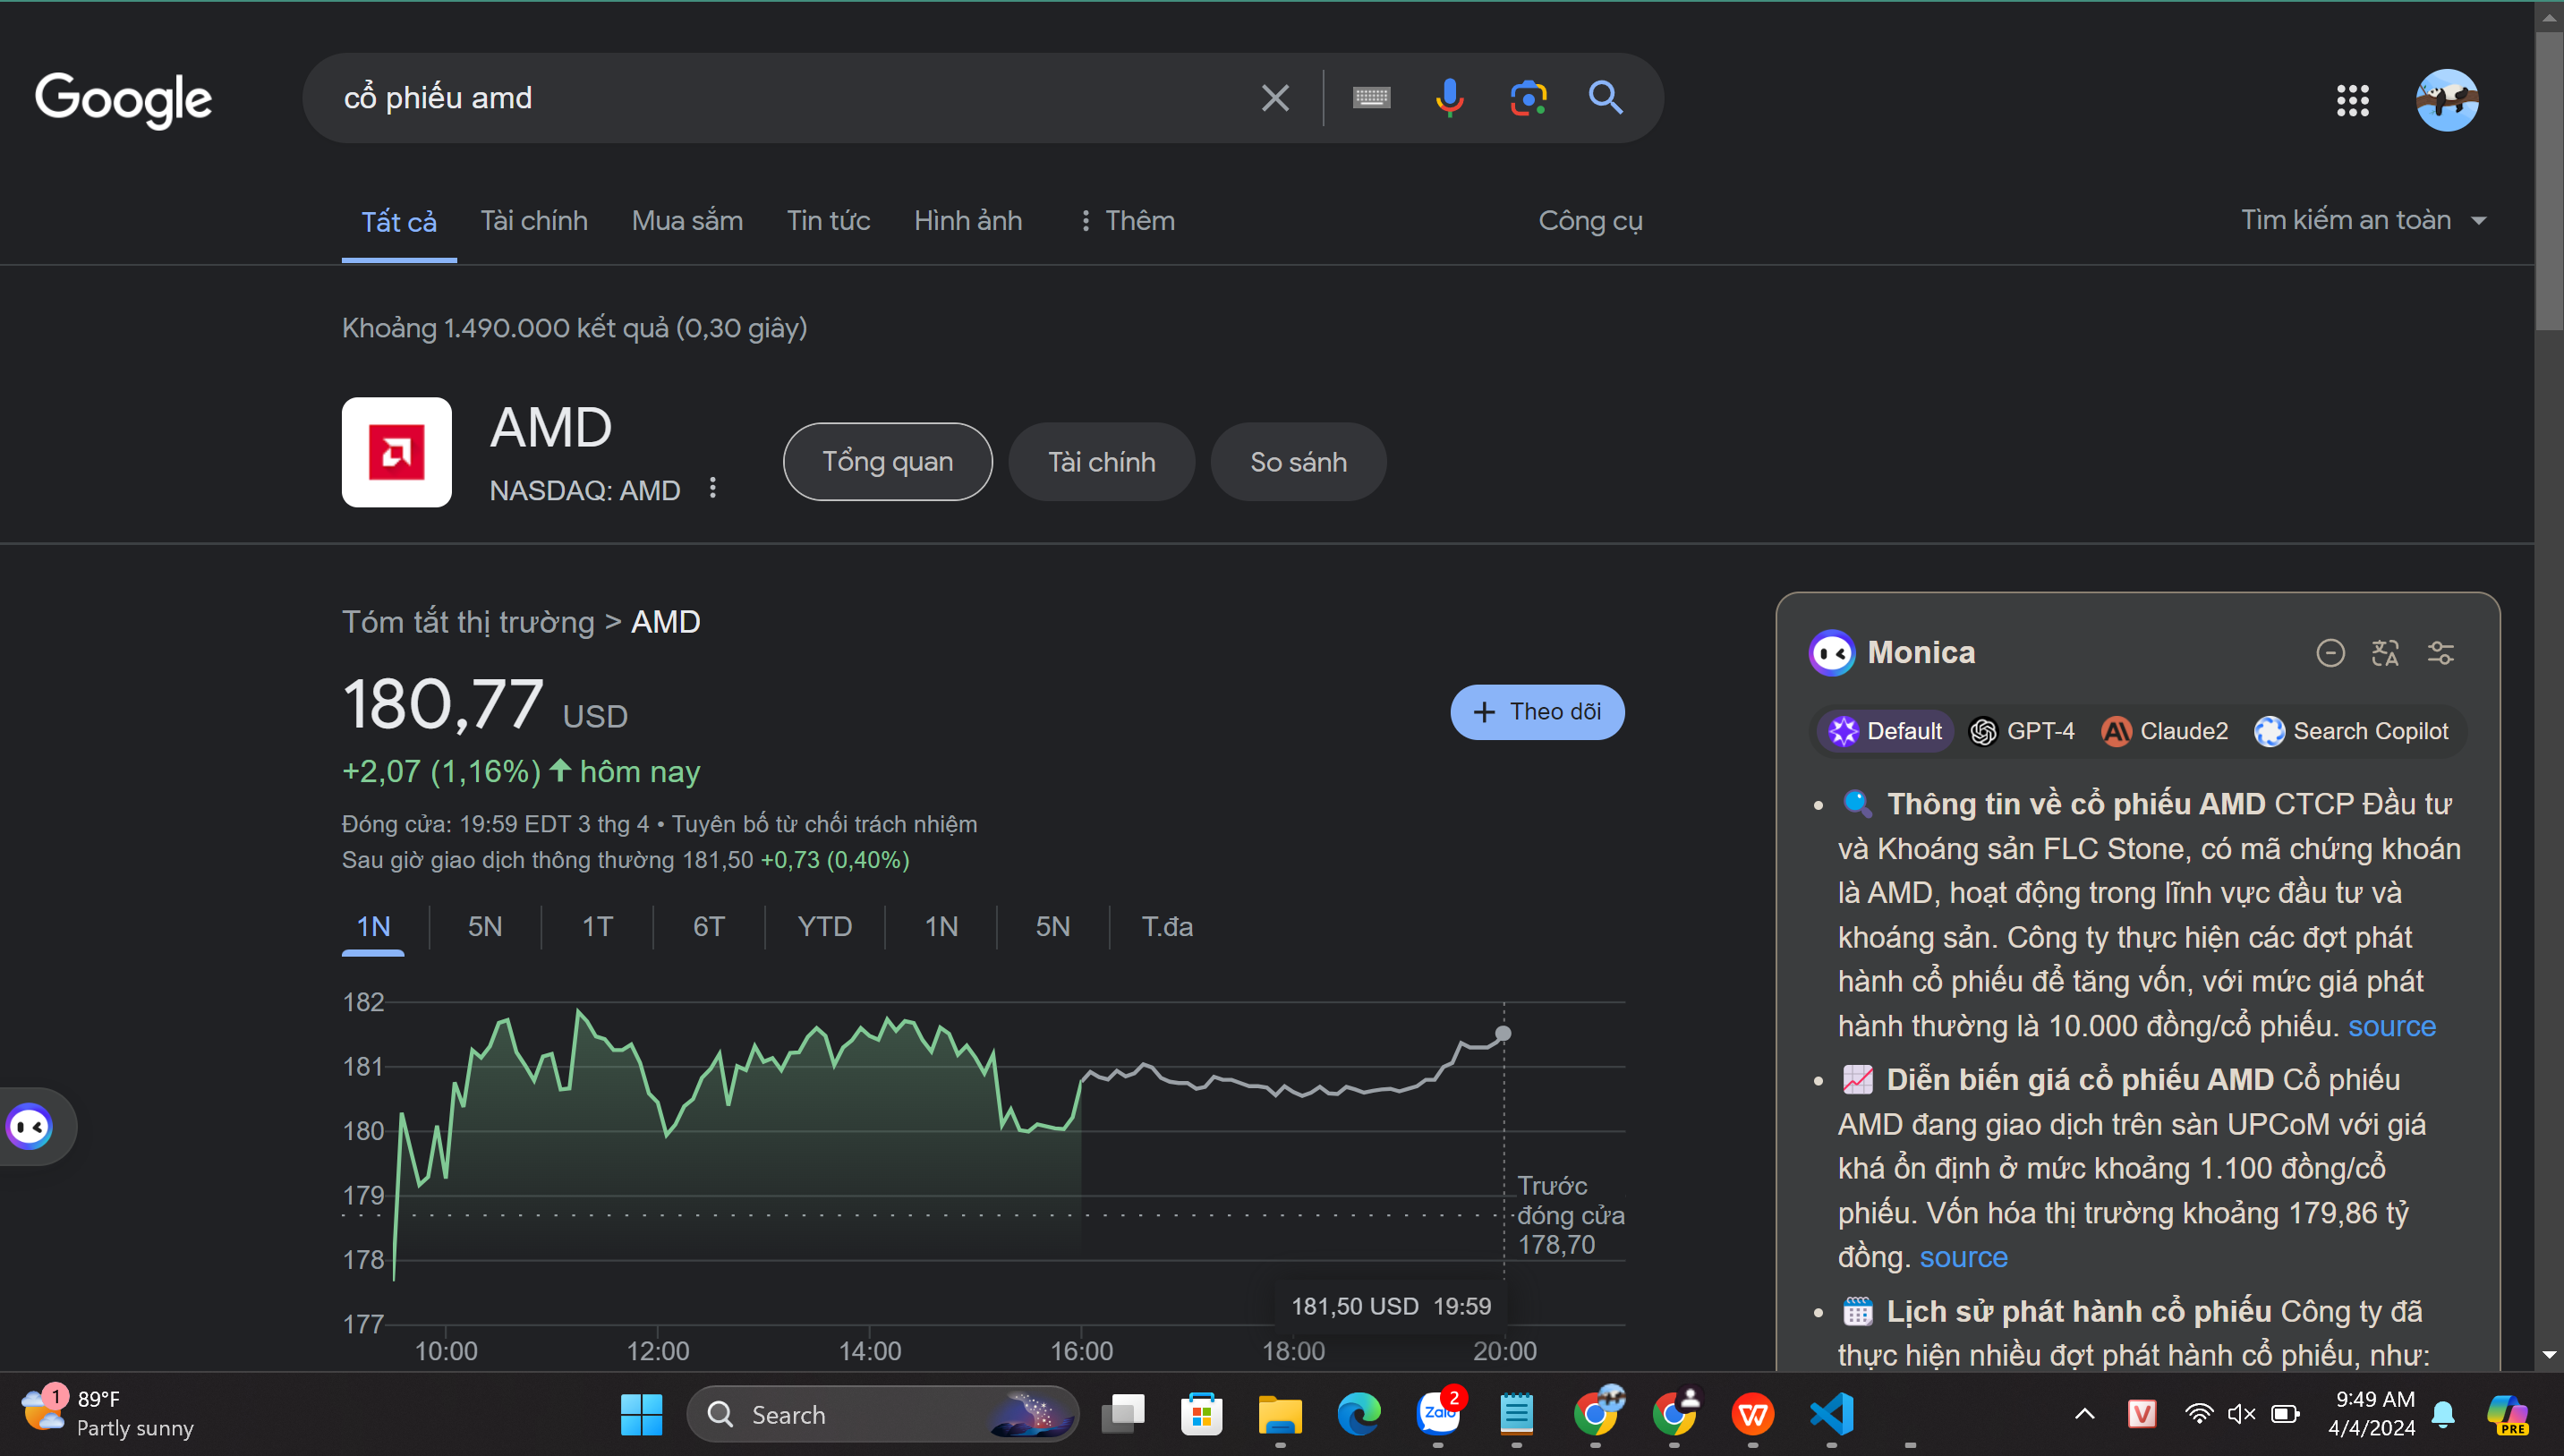 Google
cổ phiếu amd
Tất cả
Tài chính
Mua sắm
Tin tức
Hình ảnh
Thêm
Công cụ
Tìm kiếm an toàn
Khoảng 1.490.000 kết quả (0,30 giây)
AMD
NASDAQ: AMD
Tổng quan
Tài chính
So sánh
Tóm tắt thị trường > AMD
180,77 USD
+2,07 (1,16%) hôm nay
Theo dõi
Đóng cửa: 19:59 EDT 3 thg 4 • Tuyên bố từ chối trách nhiệm
Sau giờ giao dịch thông thường 181,50 +0,73 (0,40%)
1N 5N 1T 6T YTD 1N 5N T.đa
182
181
180
179
178
177
Trước
đóng cửa
178,70
181,50 USD 19:59
10:00 12:00 14:00 16:00 18:00 20:00
Monica
Default GPT-4 Claude2 Search Copilot
• Thông tin về cổ phiếu AMD CTCP Đầu tư
và Khoáng sản FLC Stone, có mã chứng khoán
là AMD, hoạt động trong lĩnh vực đầu tư và
khoáng sản. Công ty thực hiện các đợt phát
hành cổ phiếu để tăng vốn, với mức giá phát
hành thường là 10.000 đồng/cổ phiếu. source
• Diễn biến giá cổ phiếu AMD Cổ phiếu
AMD đang giao dịch trên sàn UPCoM với giá
khá ổn định ở mức khoảng 1.100 đồng/cổ
phiếu. Vốn hóa thị trường khoảng 179,86 tỷ
đồng. source
• Lịch sử phát hành cổ phiếu Công ty đã
thực hiện nhiều đợt phát hành cổ phiếu, như:
1
89°F
Partly sunny
Search
Zalo
2
V
9:49 AM
4/4/2024
PRE